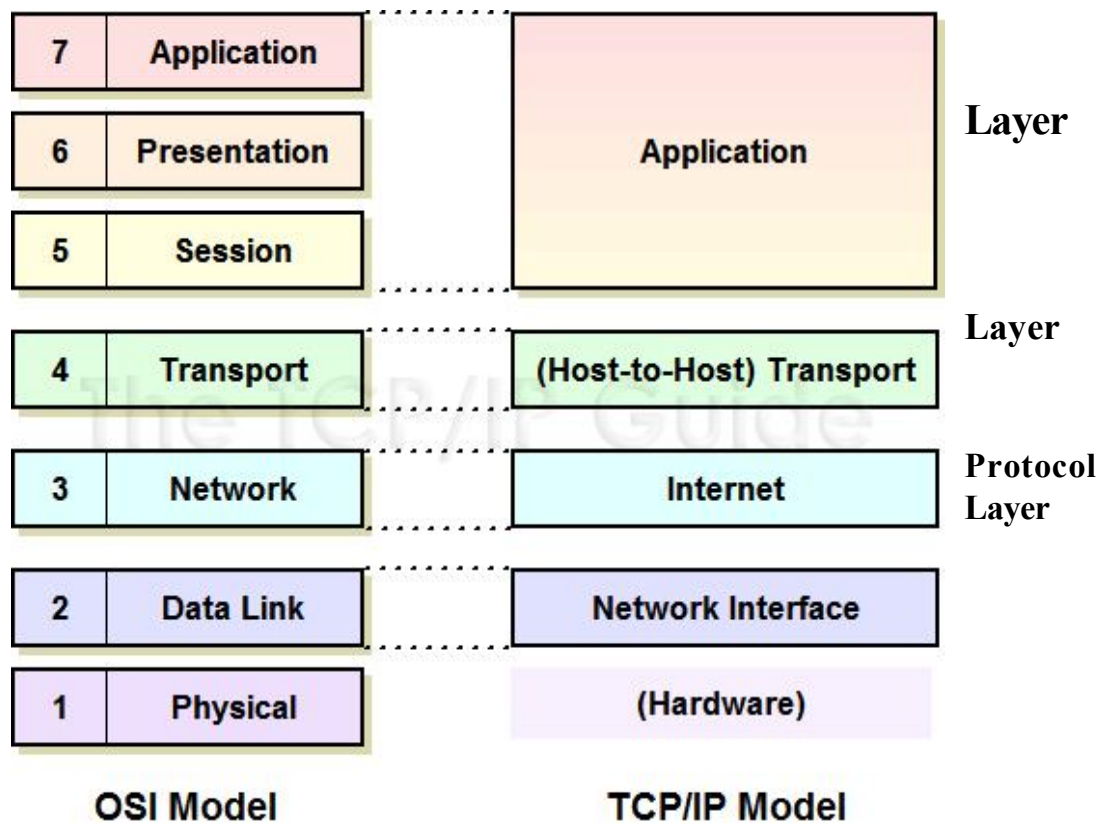 7 Application
6 Presentation
5 Session
4 Transport
3 Network
2 Data Link
1 Physical
OSI Model
Application
(Host-to-Host) Transport
Internet
Network Interface
(Hardware)
TCP/IP Model
Layer
Layer
Protocol
Layer
The TCP/IP Guide